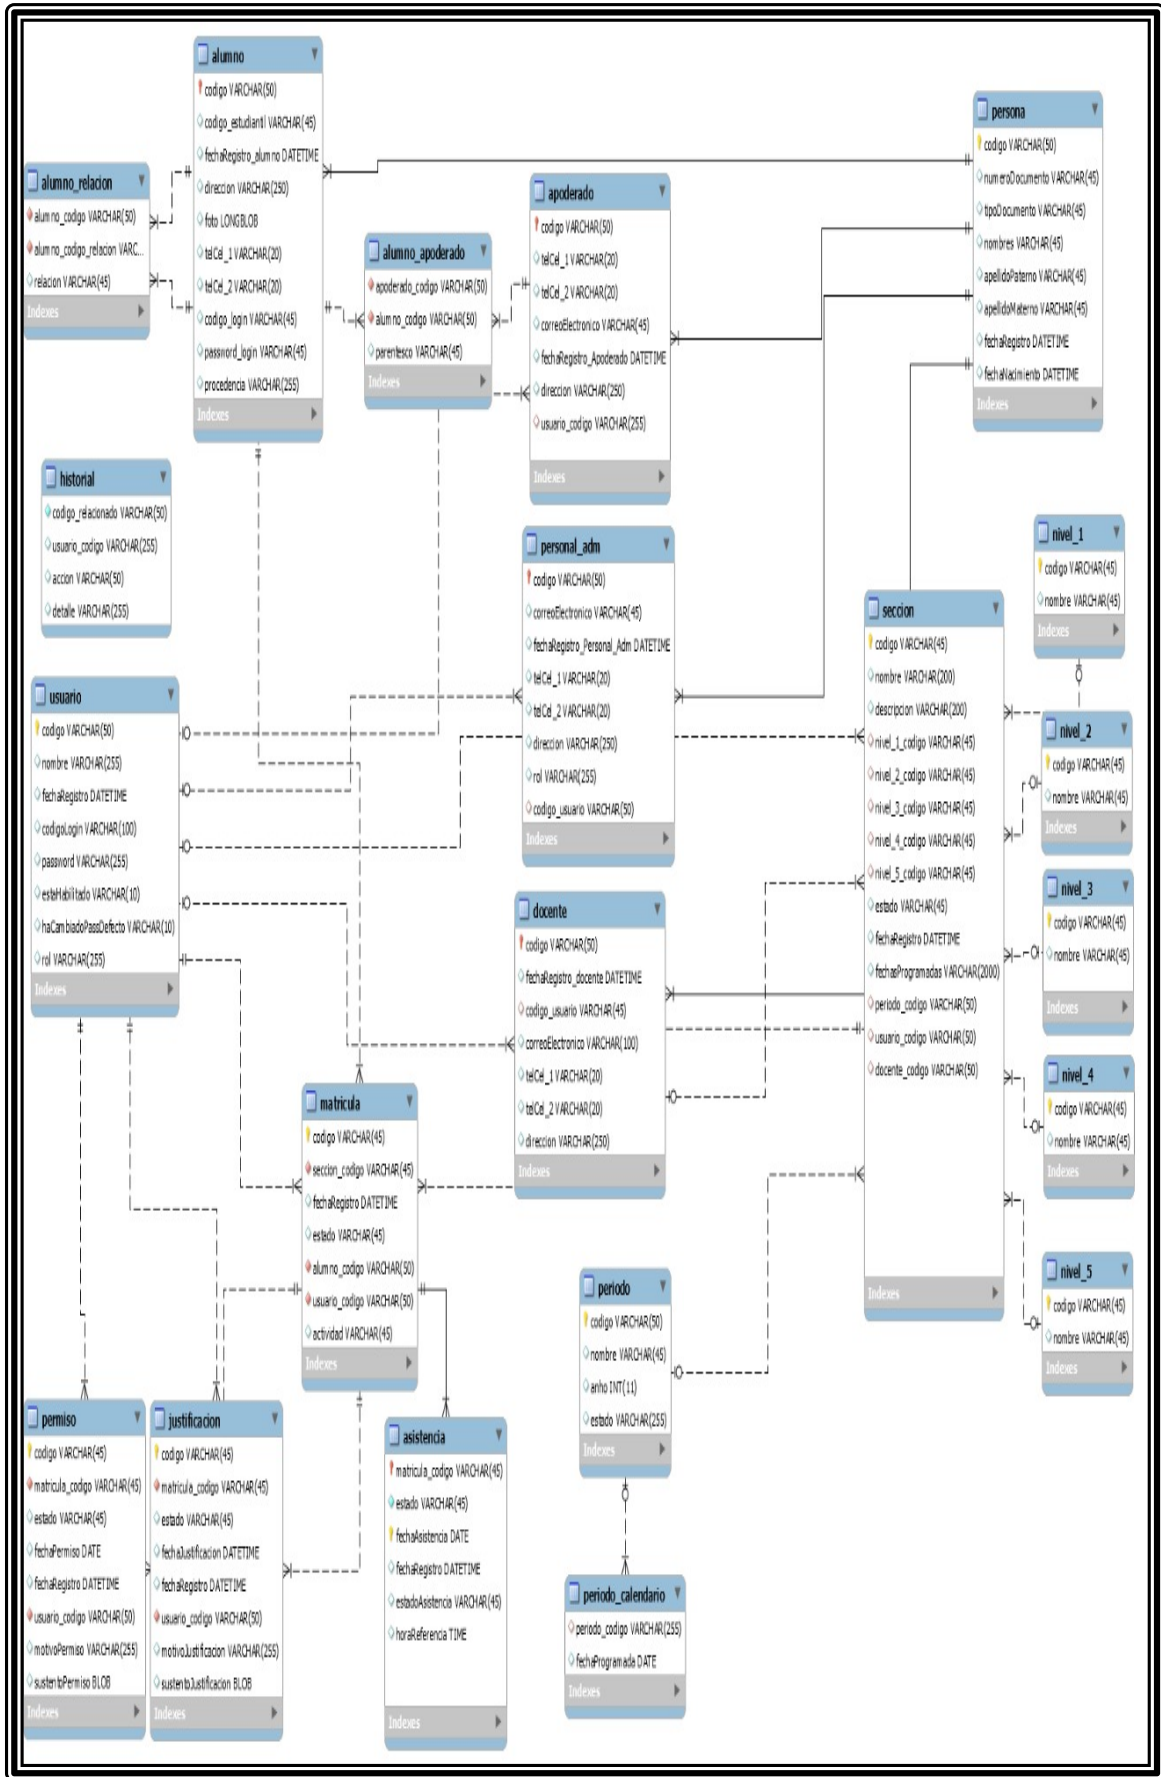 alumno
codigo VARCHAR(50)
codigo_estudiantil VARCHAR(45)
fechaRegistro_alumno DATETIME
direccion VARCHAR(250)
foto LONGBLOB
telCel_1 VARCHAR(20)
telCel_2 VARCHAR(20)
codigo_login VARCHAR(45)
password_login VARCHAR(45)
procedencia VARCHAR(255)
Indexes
persona
codigo VARCHAR(50)
numeroDocumento VARCHAR(45)
tipoDocumento VARCHAR(45)
nombres VARCHAR(45)
apellidoPaterno VARCHAR(45)
apellidoMaterno VARCHAR(45)
fechaRegistro DATETIME
fechaNacimiento DATETIME
Indexes
alumno_relacion
alumno_codigo VARCHAR(50)
alumno_codigo_relacion VARC...
relacion VARCHAR(45)
Indexes
apoderado
codigo VARCHAR(50)
telCel_1 VARCHAR(20)
telCel_2 VARCHAR(20)
correoElectronico VARCHAR(45)
fechaRegistro_Apoderado DATETIME
direccion VARCHAR(250)
usuario_codigo VARCHAR(255)
Indexes
alumno_apoderado
apoderado_codigo VARCHAR(50)
alumno_codigo VARCHAR(50)
parentesco VARCHAR(45)
Indexes
historial
codigo_relacionado VARCHAR(50)
usuario_codigo VARCHAR(255)
accion VARCHAR(50)
detalle VARCHAR(255)
personal_adm
codigo VARCHAR(50)
correoElectronico VARCHAR(45)
fechaRegistro_Personal_Adm DATETIME
telCel_1 VARCHAR(20)
telCel_2 VARCHAR(20)
direccion VARCHAR(250)
rol VARCHAR(255)
codigo_usuario VARCHAR(50)
Indexes
nivel_1
codigo VARCHAR(45)
nombre VARCHAR(45)
Indexes
seccion
codigo VARCHAR(45)
nombre VARCHAR(200)
descripcion VARCHAR(200)
nivel_1_codigo VARCHAR(45)
nivel_2_codigo VARCHAR(45)
nivel_3_codigo VARCHAR(45)
nivel_4_codigo VARCHAR(45)
nivel_5_codigo VARCHAR(45)
estado VARCHAR(45)
fechaRegistro DATETIME
fechasProgramadas VARCHAR(2000)
periodo_codigo VARCHAR(50)
usuario_codigo VARCHAR(50)
docente_codigo VARCHAR(50)
Indexes
usuario
codigo VARCHAR(50)
nombre VARCHAR(255)
fechaRegistro DATETIME
codigoLogin VARCHAR(100)
password VARCHAR(255)
estaHabilitado VARCHAR(10)
haCambiadoPassDefecto VARCHAR(10)
rol VARCHAR(255)
Indexes
nivel_2
codigo VARCHAR(45)
nombre VARCHAR(45)
Indexes
nivel_3
codigo VARCHAR(45)
nombre VARCHAR(45)
Indexes
docente
codigo VARCHAR(50)
fechaRegistro_docente DATETIME
codigo_usuario VARCHAR(45)
correoElectronico VARCHAR(100)
telCel_1 VARCHAR(20)
telCel_2 VARCHAR(20)
direccion VARCHAR(250)
Indexes
nivel_4
codigo VARCHAR(45)
nombre VARCHAR(45)
Indexes
matricula
codigo VARCHAR(45)
seccion_codigo VARCHAR(45)
fechaRegistro DATETIME
estado VARCHAR(45)
alumno_codigo VARCHAR(50)
usuario_codigo VARCHAR(50)
actividad VARCHAR(45)
Indexes
nivel_5
codigo VARCHAR(45)
nombre VARCHAR(45)
Indexes
periodo
codigo VARCHAR(50)
nombre VARCHAR(45)
anho INT(11)
estado VARCHAR(255)
Indexes
permiso
codigo VARCHAR(45)
matricula_codigo VARCHAR(45)
estado VARCHAR(45)
fechaPermiso DATE
fechaRegistro DATETIME
usuario_codigo VARCHAR(50)
motivoPermiso VARCHAR(255)
sustentoPermiso BLOB
Indexes
justificacion
codigo VARCHAR(45)
matricula_codigo VARCHAR(45)
estado VARCHAR(45)
fechaJustificacion DATETIME
fechaRegistro DATETIME
usuario_codigo VARCHAR(50)
motivoJustificacion VARCHAR(255)
sustentoJustificacion BLOB
Indexes
asistencia
matricula_codigo VARCHAR(45)
estado VARCHAR(45)
fechaAsistencia DATE
fechaRegistro DATETIME
estadoAsistencia VARCHAR(45)
horaReferencia TIME
Indexes
periodo_calendario
periodo_codigo VARCHAR(255)
fechaProgramada DATE
Indexes